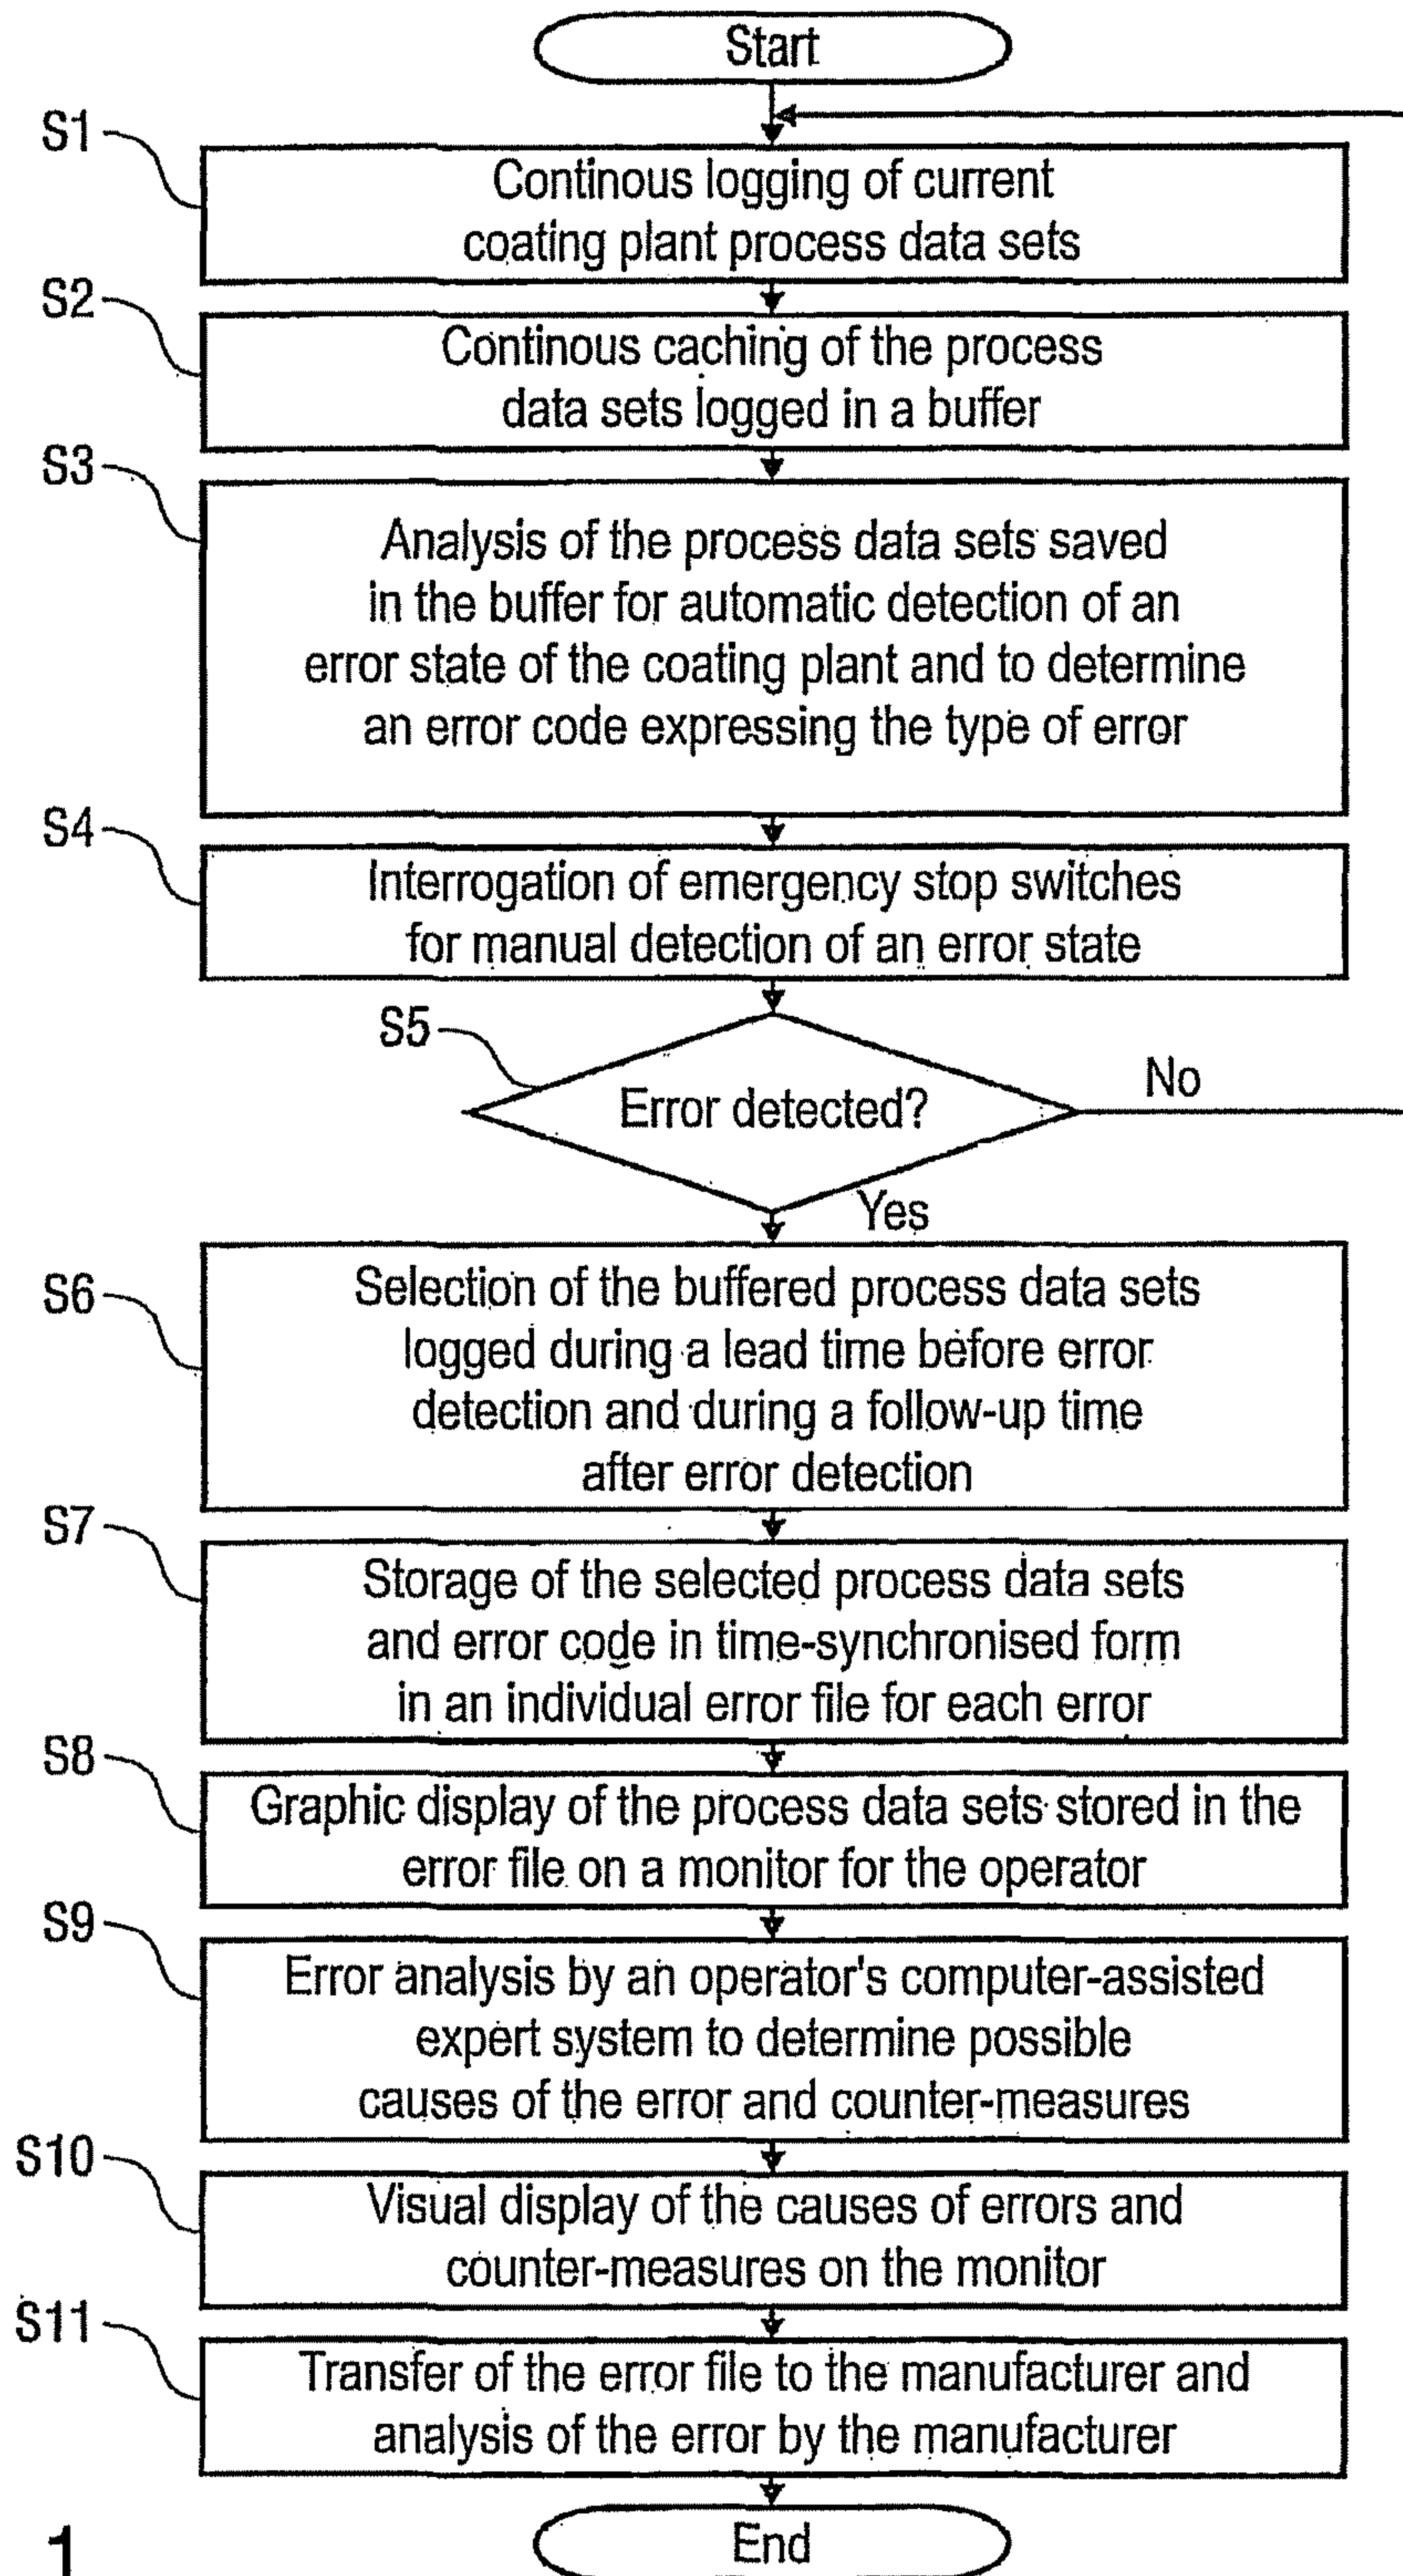 Start
S1
Continous logging of current
coating plant process data sets
S2
Continous caching of the process
data sets logged in a buffer
S3
Analysis of the process data sets saved
in the buffer for automatic detection of an
error state of the coating plant and to determine
an error code expressing the type of error
S4
Interrogation of emergency stop switches
for manual detection of an error state
S5
Error detected?
No
Yes
S6
Selection of the buffered process data sets
logged during a lead time before error
detection and during a follow-up time
after error detection
S7
Storage of the selected process data sets
and error code in time-synchronised form
in an individual error file for each error
S8
Graphic display of the process data sets stored in the
error file on a monitor for the operator
S9
Error analysis by an operator's computer-assisted
expert system to determine possible
causes of the error and counter-measures
S10
Visual display of the causes of errors and
counter-measures on the monitor
S11
Transfer of the error file to the manufacturer and
analysis of the error by the manufacturer
End
1